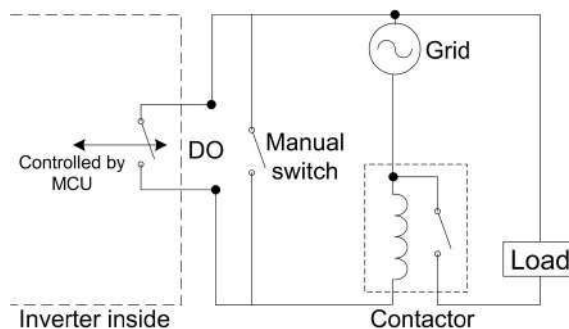 Grid
Controlled by
MCU
DO
Manual
switch
Load
Inverter inside
Contactor